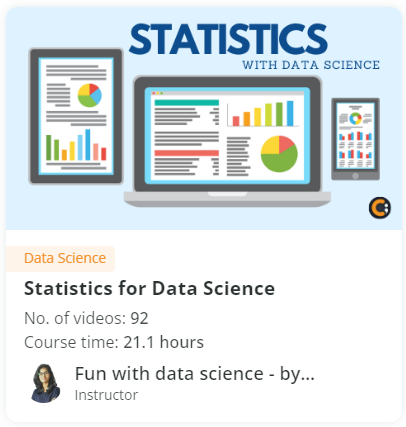 STATISTICS
WITH DATA SCIENCE
Data Science
Statistics for Data Science
No. of videos: 92
Course time: 21.1 hours
Fun with data science - by...
Instructor